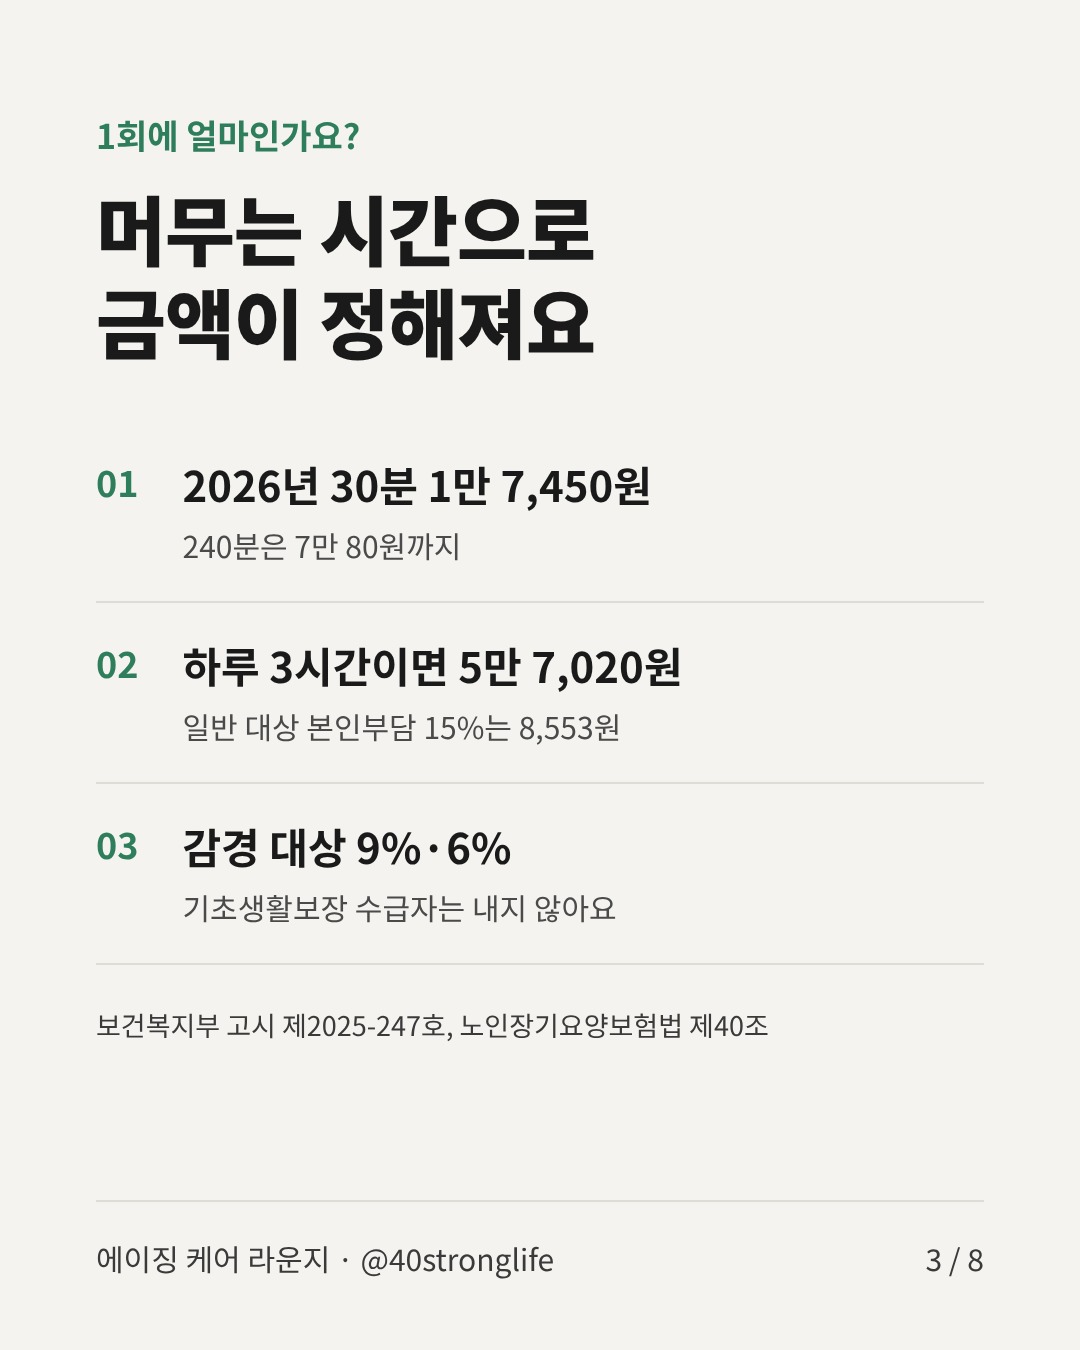 1회에 얼마인가요?
머무는 시간으로
금액이 정해져요
01 2026년 30분 1만 7,450원
240분은 7만 80원까지
02 하루 3시간이면 5만 7,020원
일반 대상 본인부담 15%는 8,553원
03 감경 대상 9%·6%
기초생활보장 수급자는 내지 않아요
보건복지부 고시 제2025-247호, 노인장기요양보험법 제40조
에이징 케어 라운지 · @40stronglife
3 / 8